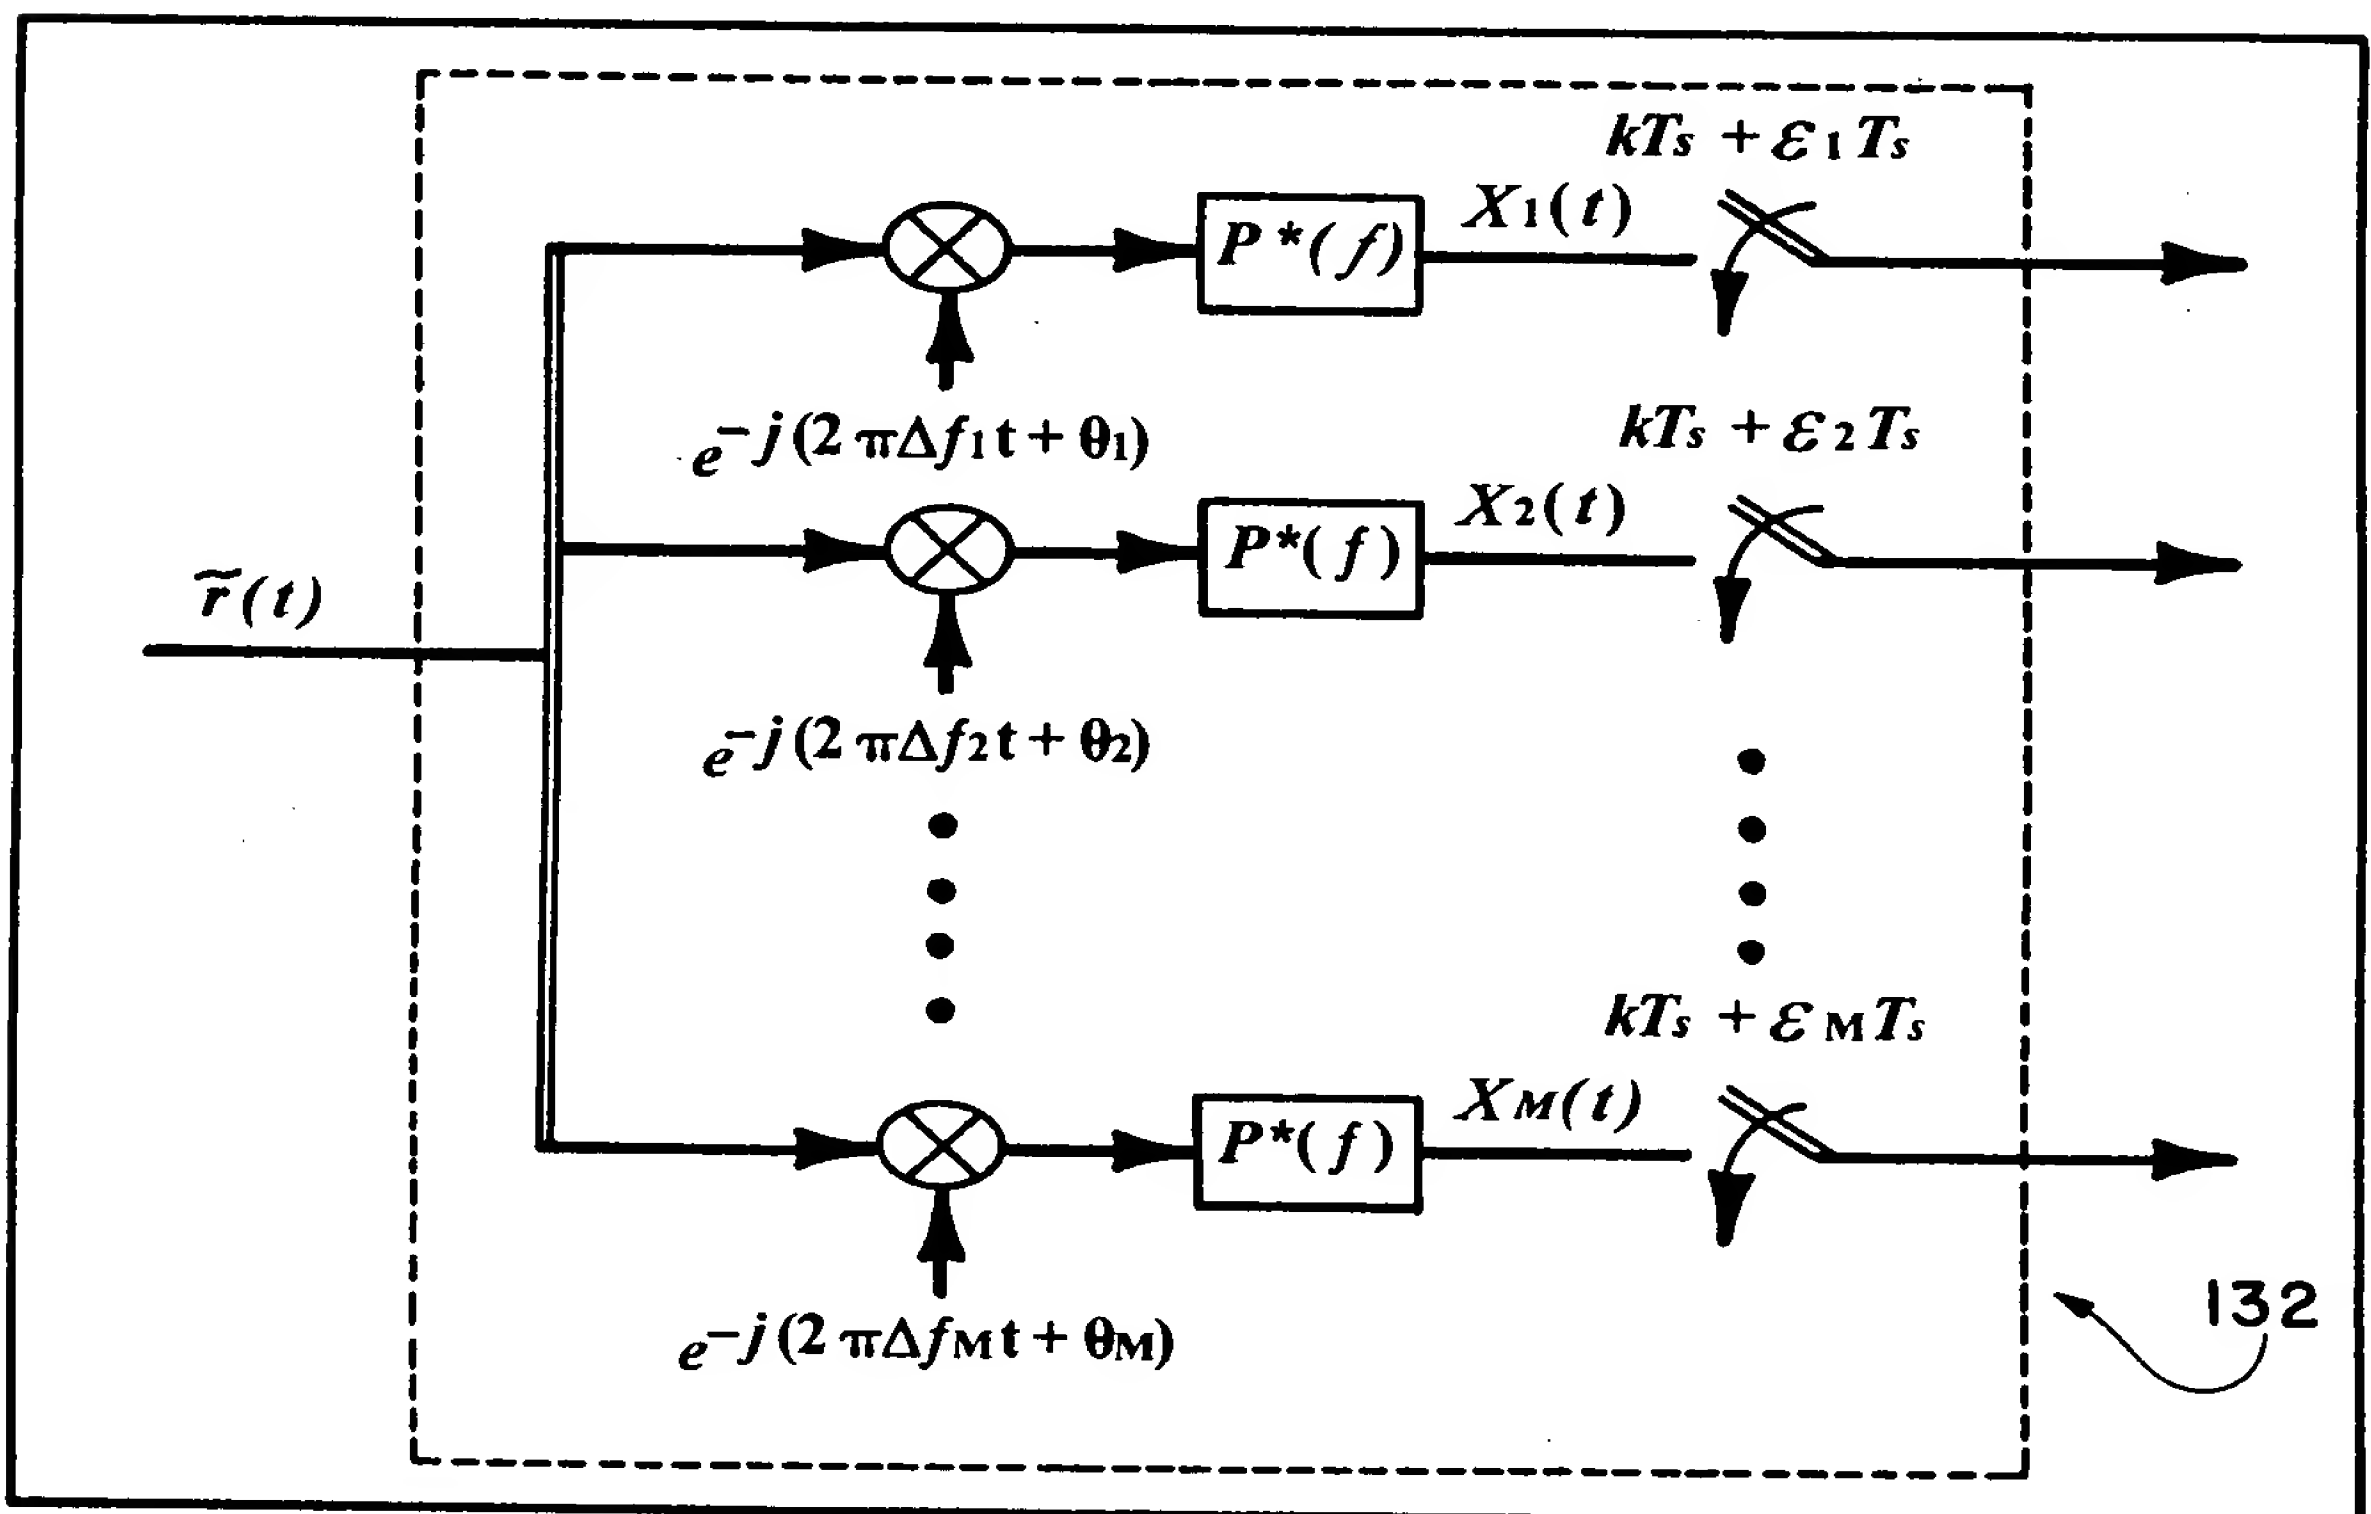 kTs + ε1Ts
X1(t)
P*(f)
e-j(2πΔf1t + θ1)
kTs + ε2Ts
X2(t)
P*(f)
r̃(t)
e-j(2πΔf2t + θ2)
kTs + εMTs
XM(t)
P*(f)
132
e-j(2πΔfMt + θM)